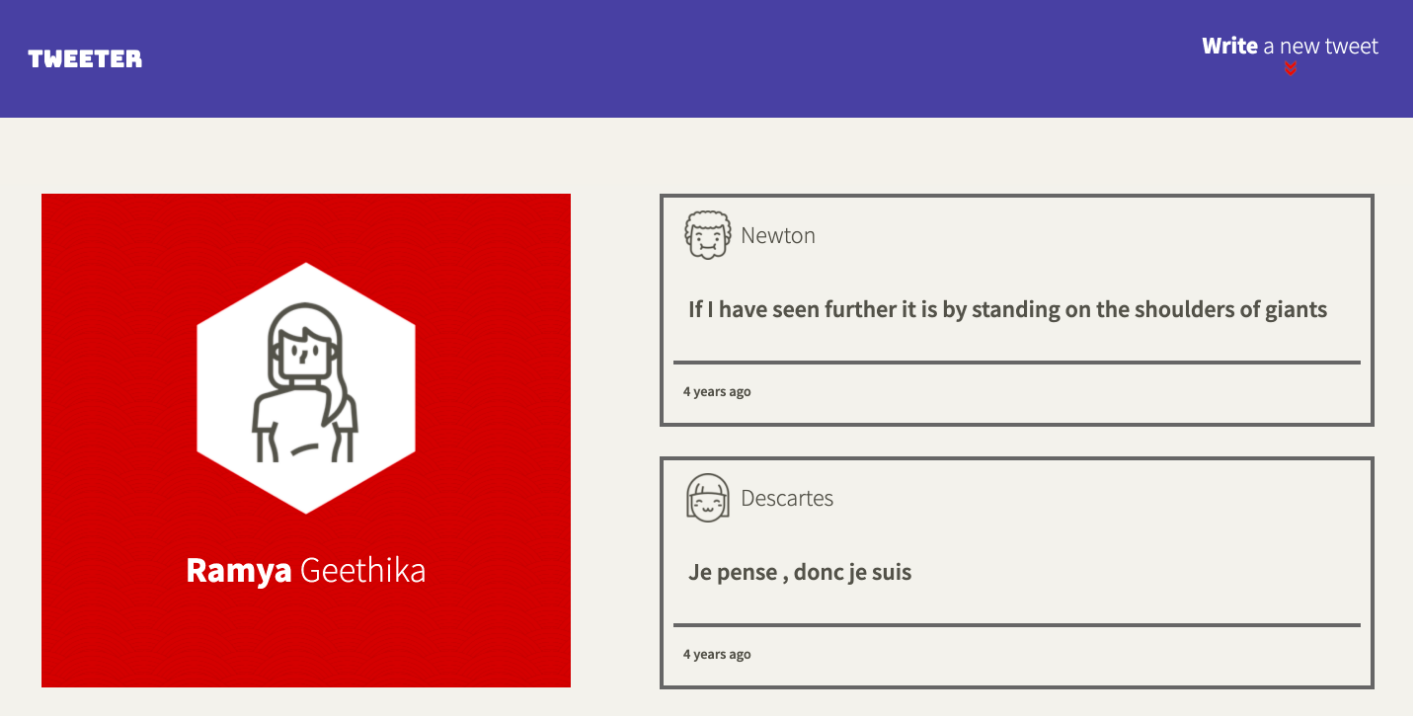 TWEETER
Write a new tweet
Ramya Geethika
Newton
If I have seen further it is by standing on the shoulders of giants
4 years ago
Descartes
Je pense , donc je suis
4 years ago